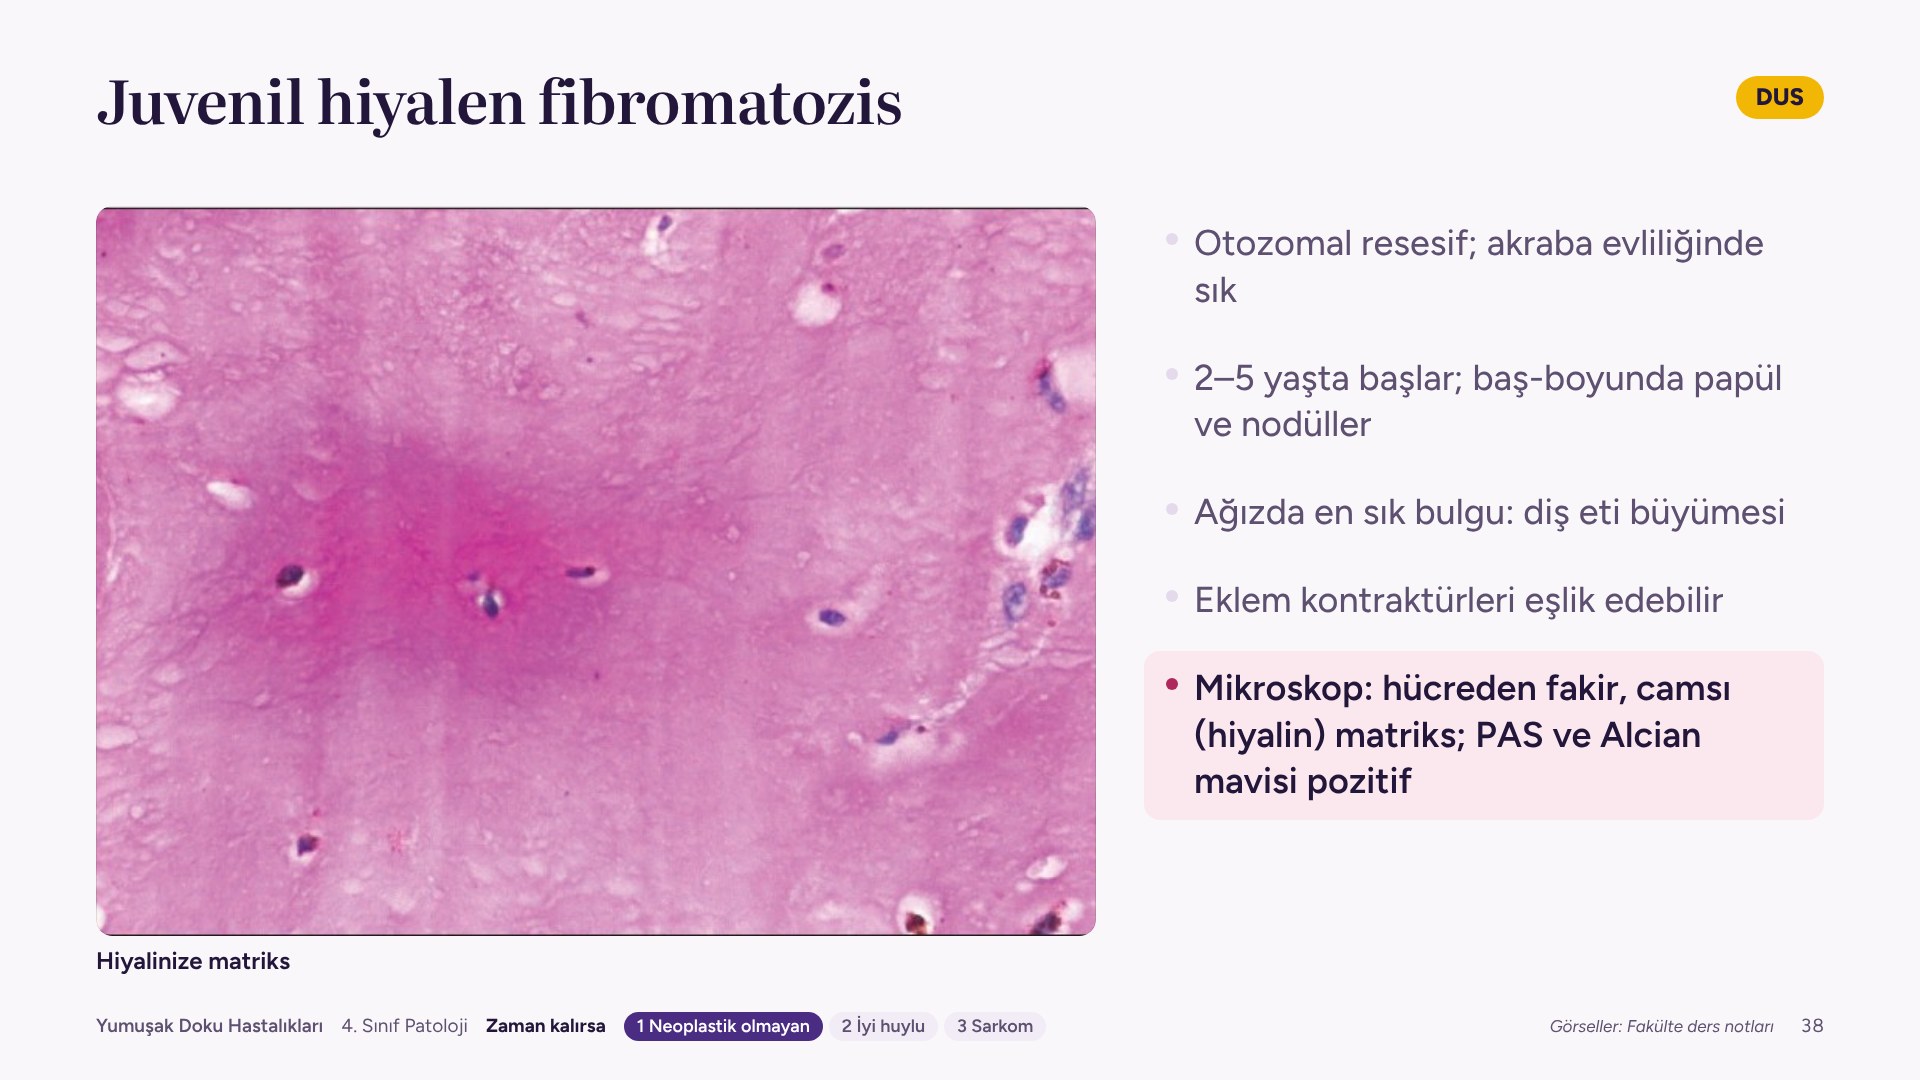 Juvenil hiyalen fibromatozis
DUS
Otozomal resesif; akraba evliliğinde
sık
2–5 yaşta başlar; baş-boyunda papül
ve nodüller
Ağızda en sık bulgu: diş eti büyümesi
Eklem kontraktürleri eşlik edebilir
Mikroskop: hücreden fakir, camsı
(hiyalin) matriks; PAS ve Alcian
mavisi pozitif
Hiyalinize matriks
Yumuşak Doku Hastalıkları 4. Sınıf Patoloji Zaman kalırsa 1 Neoplastik olmayan 2 İyi huylu 3 Sarkom
Görseller: Fakülte ders notları 38